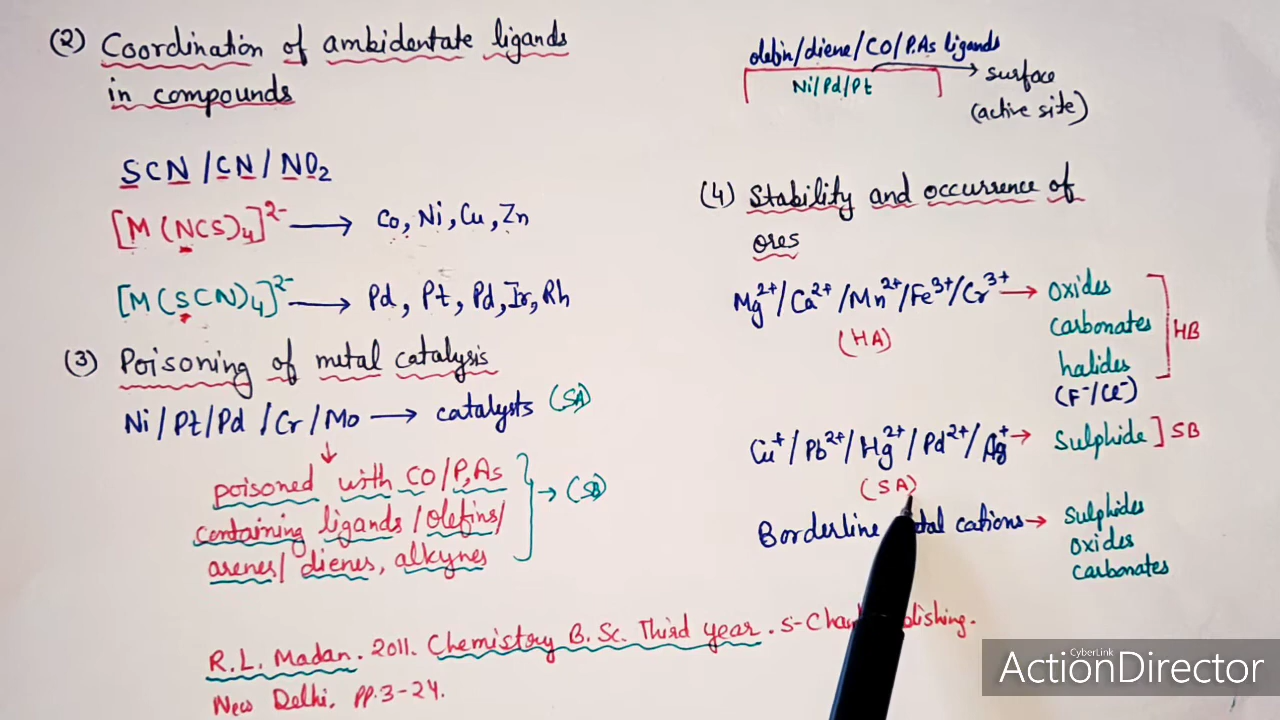 (2) Coordination of ambidentate ligands
in compounds
SCN / CN / NO2
[M(NCS)4]2- → Co, Ni, Cu, Zn
[M(SCN)4]2- → Pd, Pt, Pd, Ir, Rh
(3) Poisoning of metal catalysis
Ni / Pt / Pd / Cr / Mo → catalysts (SA)
↓
poisoned with CO/P,As
containing ligands / olefins/
arenes/ dienes, alkynes
→ (SB)
olefin/diene/CO/P.As ligands
Ni/Pd/Pt
→ surface
(active site)
(4) Stability and occurrence of
ores
Mg2+/Ca2+/Mn2+/Fe3+/Cr3+ → Oxides
(HA)
carbonates
HB
halides
(F-/Cl-)
Cu+/Pb2+/Hg2+/Pd2+/Ag+ → Sulphide ] SB
(SA)
Borderline cations → Sulphides
oxides
carbonates
R.L. Madan. 2011. Chemistry B.Sc. Third year. S-
New Delhi, pp.3-24.
CyberLink
ActionDirector